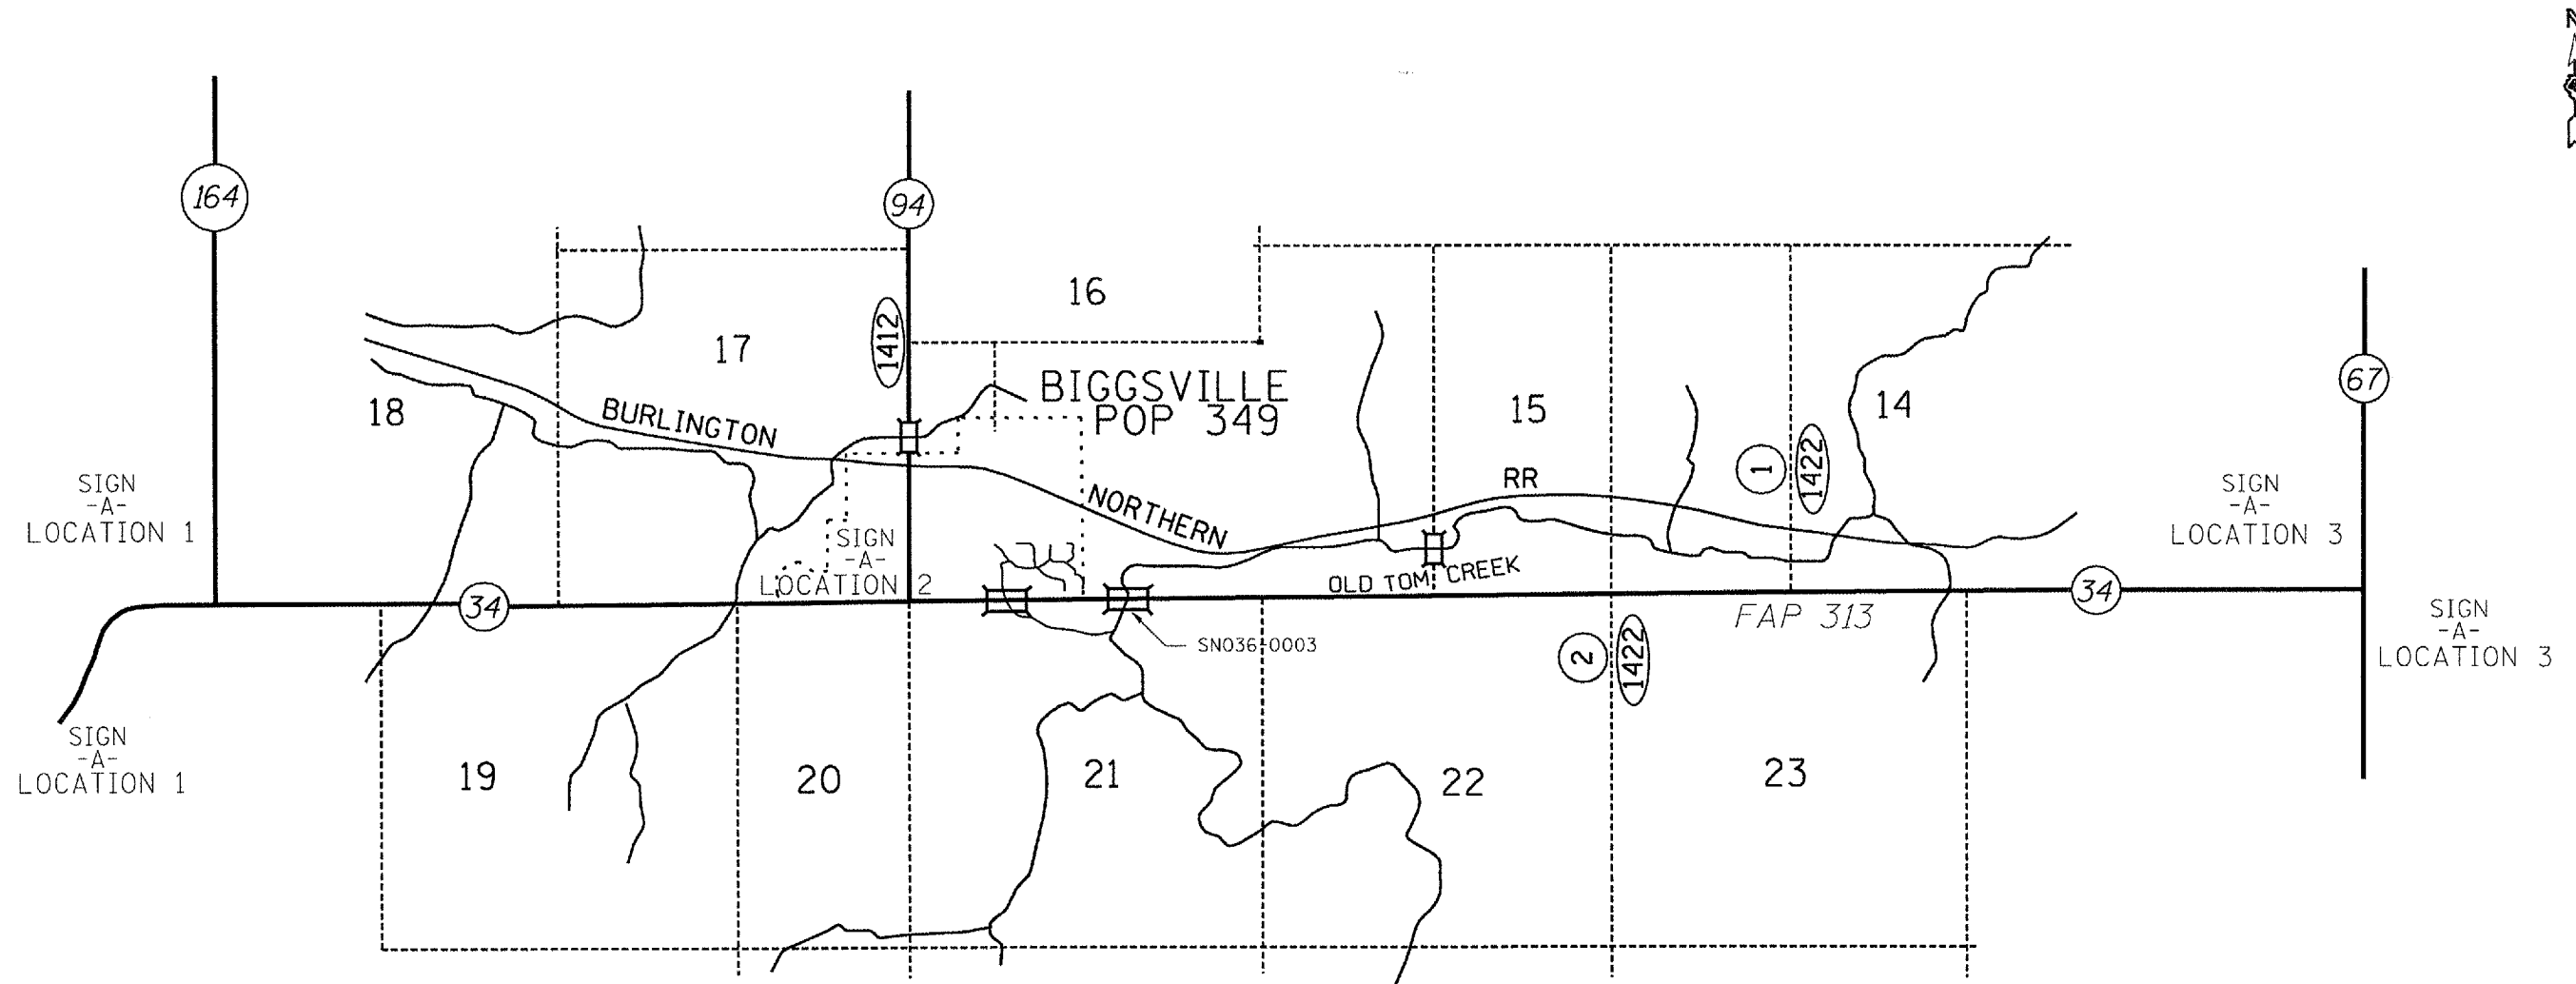 N
164
94
16
1412
17
BIGGSVILLE
POP 349
67
18
BURLINGTON
15
14
1
1422
SIGN
-A-
LOCATION 1
NORTHERN
RR
SIGN
-A-
LOCATION 3
SIGN
-A-
LOCATION 2
OLD TOM CREEK
34
34
FAP 313
SN036-0003
2
1422
SIGN
-A-
LOCATION 3
SIGN
-A-
LOCATION 1
19
20
21
22
23